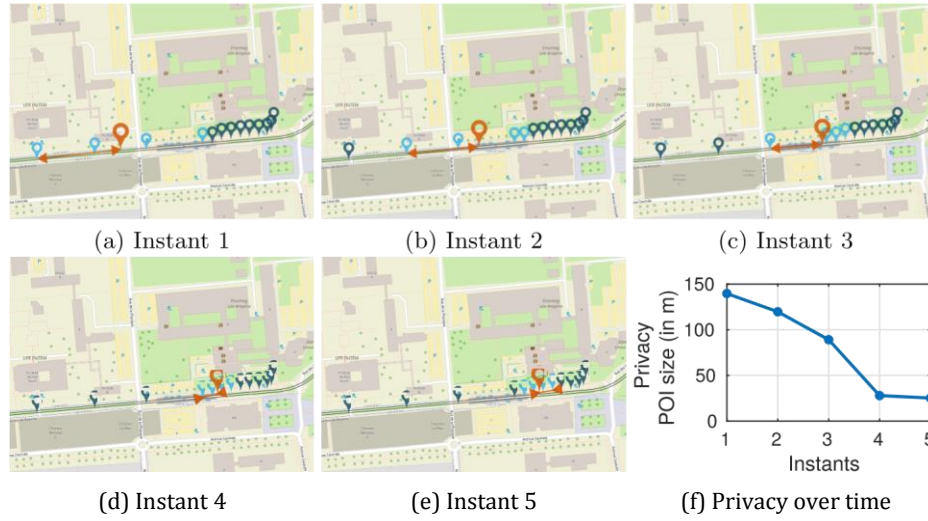 (a) Instant 1
(b) Instant 2
(c) Instant 3
150
100
50
0
Privacy
POI size (in m)
1 2 3 4 5
Instants
(d) Instant 4
(e) Instant 5
(f) Privacy over time